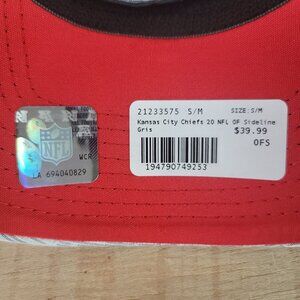 21233575 S/M SIZE: S/M
Kansas City Chiefs 20 NFL OF Sideline
Gris
$39.99
OFS
194790749253
NFL
WCR
LA 694040829